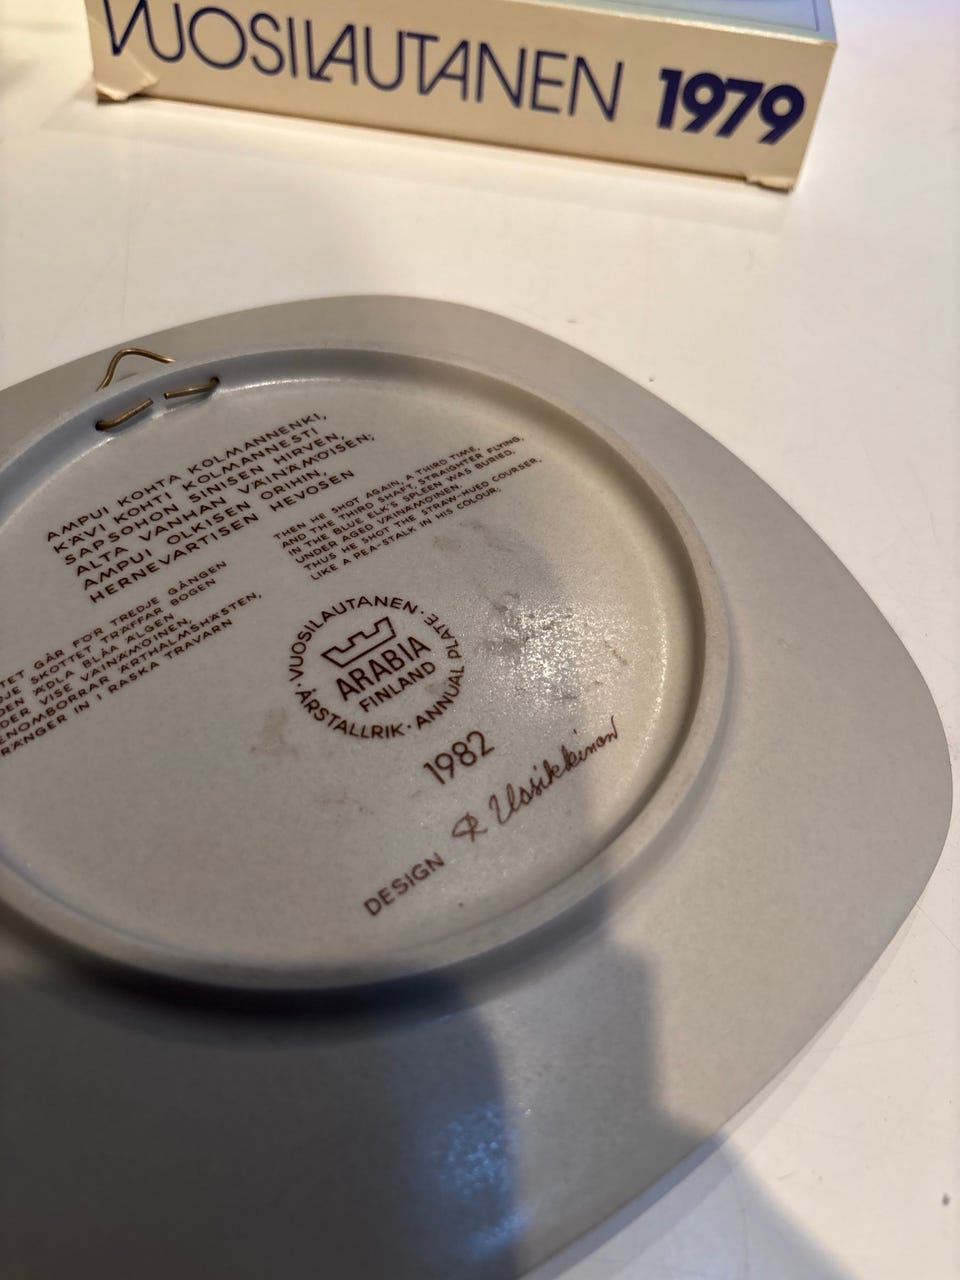 VUOSILAUTANEN 1979
AMPUI KOHTA KOLMANNENKI,
KÄVI KOHTI KOLMANNESTI
SAPSOHON SINISEN HIRVEN,
ALTA VANHAN VÄINÄMÖISEN;
AMPUI OLKISEN ORIHIN,
HERNEVARTISEN HEVOSEN
THEN HE SHOT AGAIN, A THIRD TIME,
AND THE THIRD SHAFT, STRAIGHTER FLYING,
IN THE BLUE ELK'S SPLEEN WAS BURIED,
UNDER AGED VÄINÄMÖINEN.
THUS HE SHOT THE STRAW-HUED COURSER,
LIKE A PEA-STALK IN HIS COLOUR;
GÅR FÖR TREDJE GÅNGEN
SKOTTET TRÄFFAR BOGEN
ÄDLA BLÅA ÄLGEN
VISE VÄINÄMÖINEN,
ÄRTHALMSHÄSTEN,
I RASKA TRAVARN
· VUOSILAUTANEN · ANNUAL PLATE · ÅRSTALLRIK
ARABIA
FINLAND
1982
DESIGN R Uosikkinen